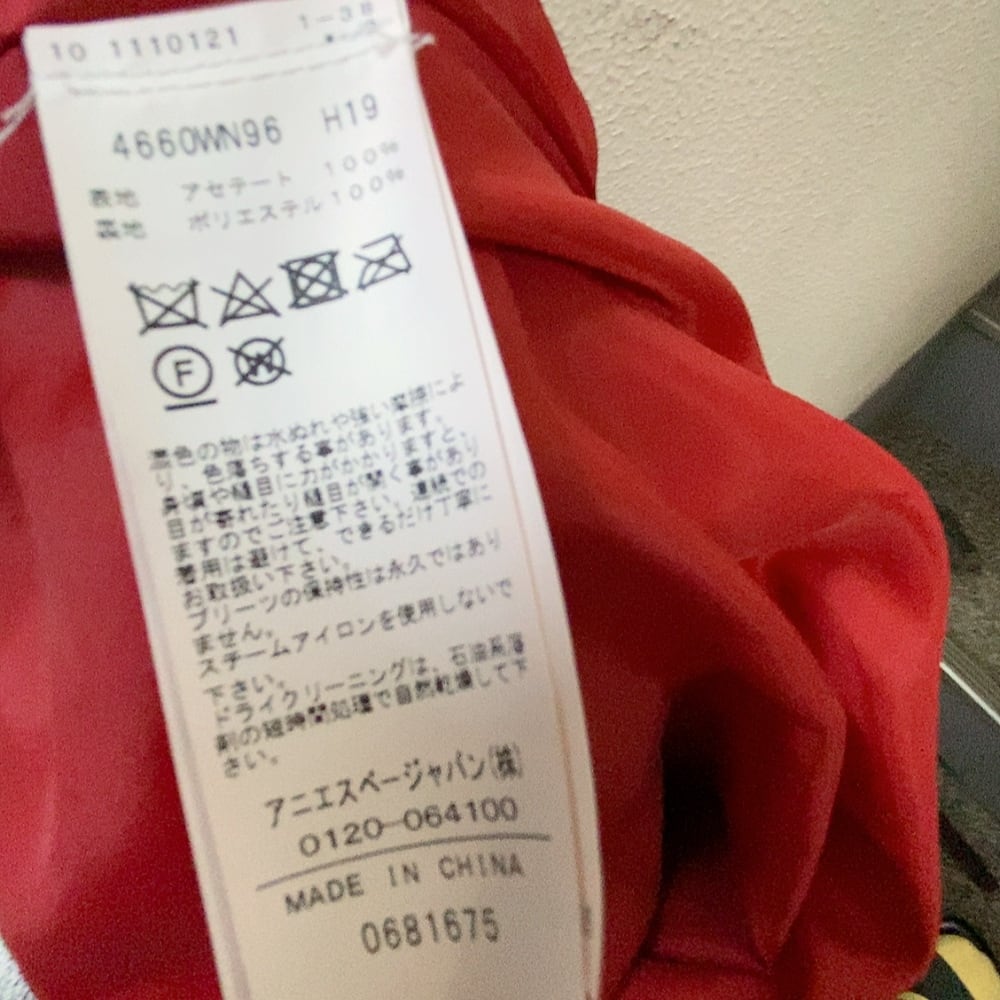 10 1110121 1-3
4660WN96 H19
表地 アセテート 100%
裏地 ポリエステル 100%
F
W
濃色の物は水ぬれや強い摩擦によ
り、色落ちする事があります。
身頃や縫目に力がかかりますと、
目が寄れたり縫目が開く事があり
ますのでご注意下さい。連続での
着用は避けて、できるだけ丁寧に
お取扱い下さい。
プリーツの保持性は永久ではあり
ません。
スチームアイロンを使用しないで
下さい。
ドライクリーニングは、石油系溶
剤の短時間処理で自然乾燥して下
さい。
アニエスベージャパン(株)
0120-064100
MADE IN CHINA
0681675